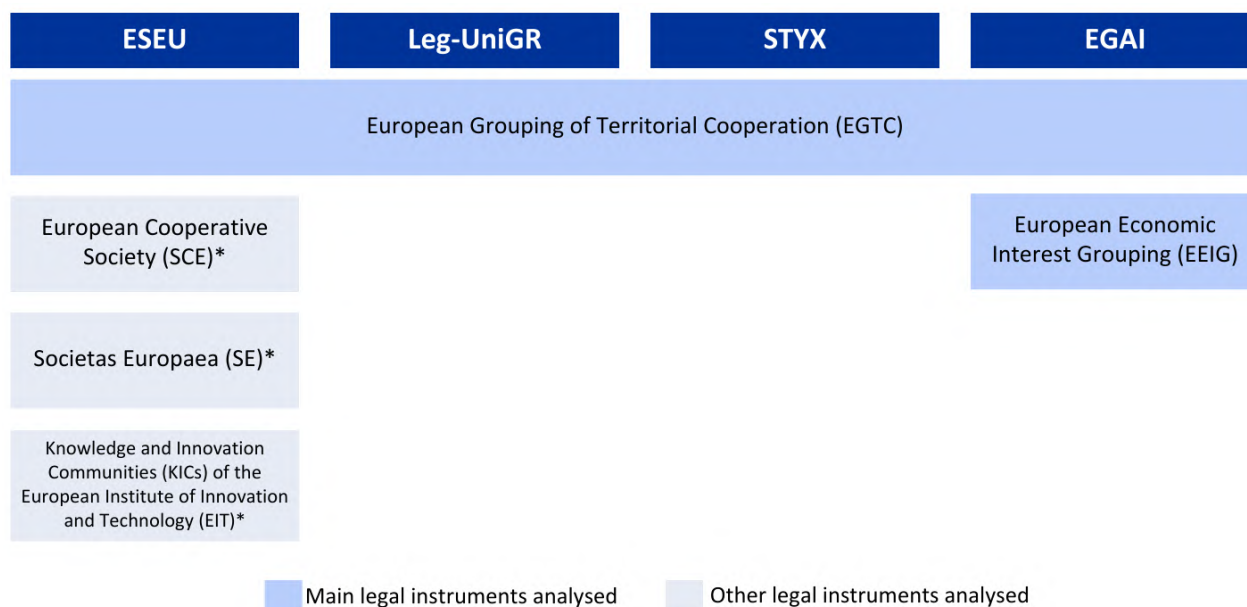 ESEU
Leg-UniGR
STYX
EGAI
European Grouping of Territorial Cooperation (EGTC)
European Cooperative
Society (SCE)*
European Economic
Interest Grouping (EEIG)
Societas Europaea (SE)*
Knowledge and Innovation
Communities (KICs) of the
European Institute of Innovation
and Technology (EIT)*
Main legal instruments analysed
Other legal instruments analysed